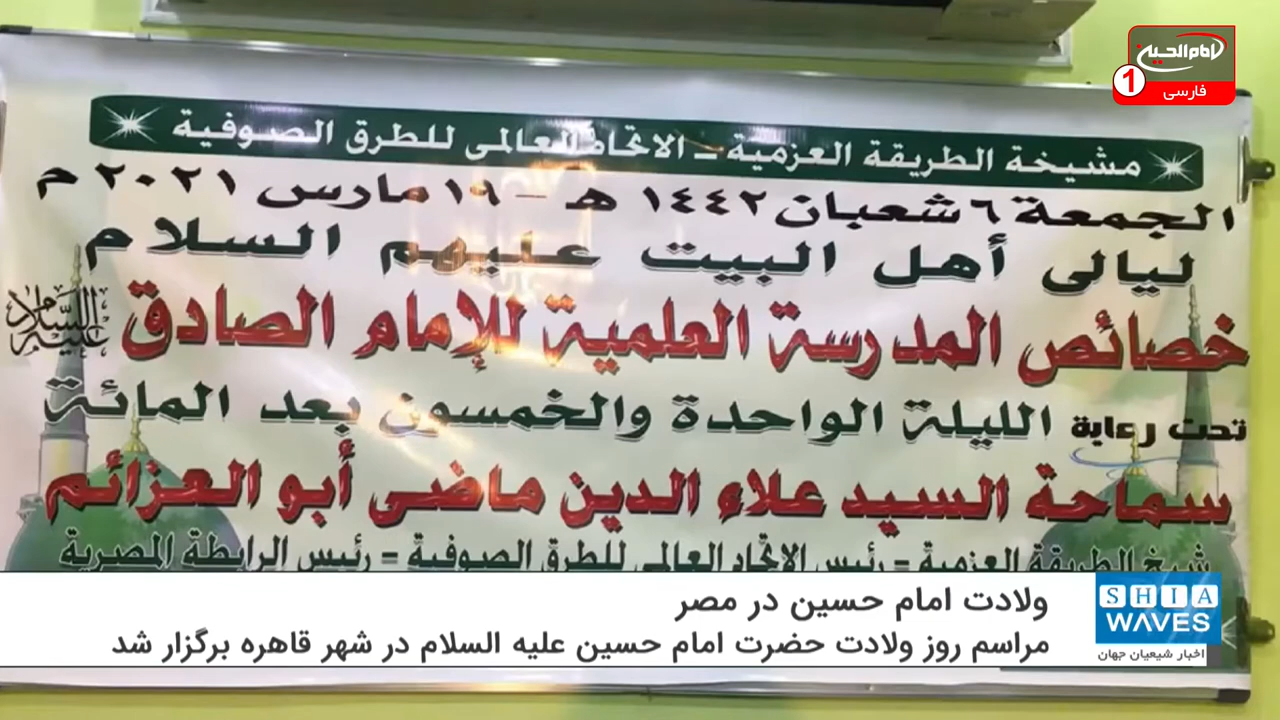 امام الحسین
1
فارسی
مشيخة الطريقة العزمية - الاتحاد العالمى للطرق الصوفية
الجمعة ٦ شعبان ١٤٤٢ هـ - ١٩ مارس ٢٠٢١ م
ليالى أهل البيت عليهم السلام
خصائص المدرسة العلمية للإمام الصادق عليه السلام
الليلة الواحدة والخمسون بعد المائة
تحت رعاية
سماحة السيد علاء الدين ماضى أبو العزائم
شيخ الطريقة العزمية - رئيس الاتحاد العالمى للطرق الصوفية - رئيس الرابطة المصرية
ولادت امام حسین در مصر
مراسم روز ولادت حضرت امام حسین علیه السلام در شهر قاهره برگزار شد
SHIA
WAVES
اخبار شیعیان جهان